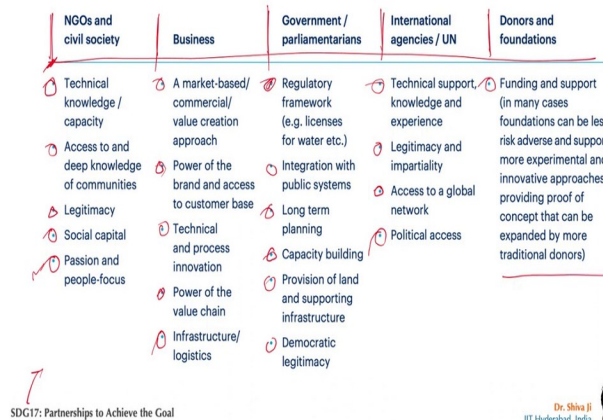 NGOs and
civil society
Technical
knowledge /
capacity
Access to and
deep knowledge
of communities
Legitimacy
Social capital
Passion and
people-focus
Business
A market-based/
commercial/
value creation
approach
Power of the
brand and access
to customer base
Technical
and process
innovation
Power of the
value chain
Infrastructure/
logistics
Government /
parliamentarians
Regulatory
framework
(e.g. licenses
for water etc.)
Integration with
public systems
Long term
planning
Capacity building
Provision of land
and supporting
infrastructure
Democratic
legitimacy
International
agencies / UN
Technical support,
knowledge and
experience
Legitimacy and
impartiality
Access to a global
network
Political access
Donors and
foundations
Funding and support
(in many cases
foundations can be les
risk adverse and suppor
more experimental and
innovative approaches
providing proof of
concept that can be
expanded by more
traditional donors)
SDG17: Partnerships to Achieve the Goal
Dr. Shiva Ji
IIT Hyderabad, India